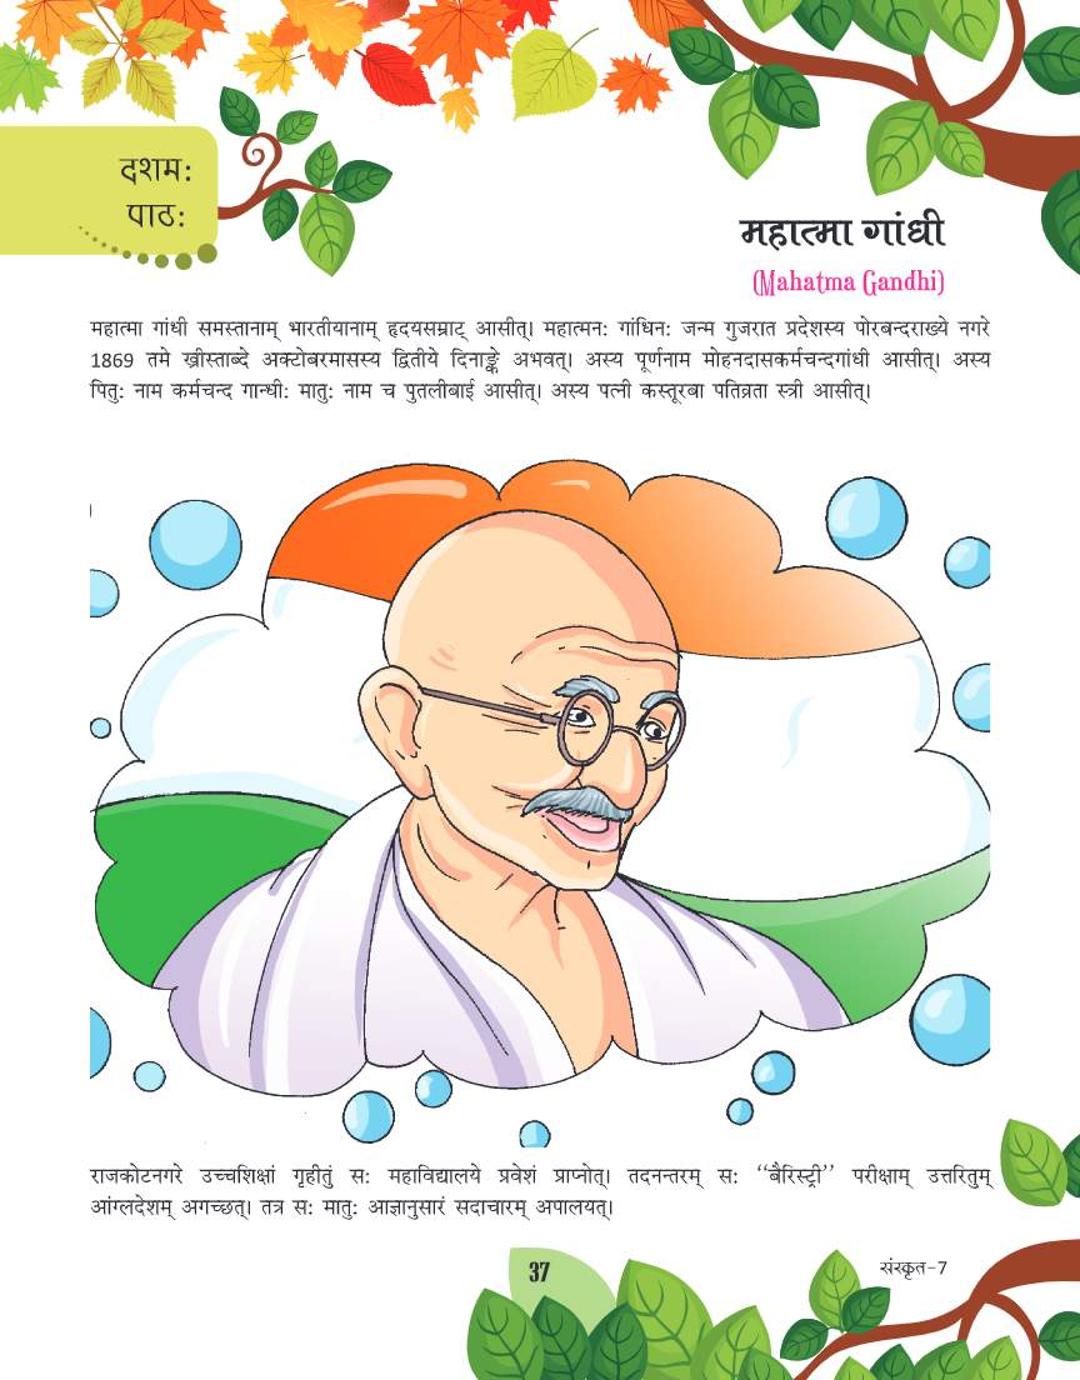 दशमः
पाठः
महात्मा गांधी
(Mahatma Gandhi)
महात्मा गांधी समस्तानाम् भारतीयानाम् हृदयसम्राट् आसीत्। महात्मनः गांधिनः जन्म गुजरात प्रदेशस्य पोरबन्दराख्ये नगरे
1869 तमे ख्रीस्ताब्दे अक्टोबरमासस्य द्वितीये दिनाङ्के अभवत्। अस्य पूर्णनाम मोहनदासकर्मचन्दगांधी आसीत्। अस्य
पितुः नाम कर्मचन्द गान्धीः मातुः नाम च पुतलीबाई आसीत्। अस्य पत्नी कस्तूरबा पतिव्रता स्त्री आसीत्।
राजकोटनगरे उच्चशिक्षां गृहीतुं सः महाविद्यालये प्रवेशं प्राप्नोत्। तदनन्तरम् सः “बैरिस्ट्री” परीक्षाम् उत्तरितुम्
आंग्लदेशम् अगच्छत्। तत्र सः मातुः आज्ञानुसारं सदाचारम् अपालयत्।
37
संस्कृत-7